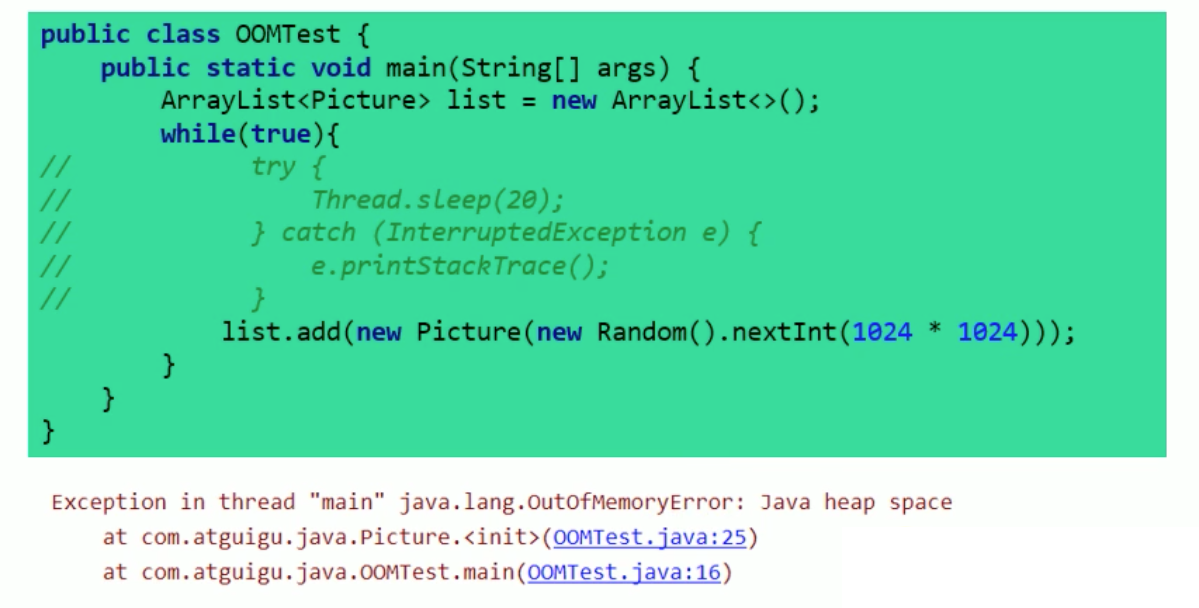 public class OOMTest {
    public static void main(String[] args) {
        ArrayList<Picture> list = new ArrayList<>();
        while(true){
//            try {
//                Thread.sleep(20);
//            } catch (InterruptedException e) {
//                e.printStackTrace();
//            }
            list.add(new Picture(new Random().nextInt(1024 * 1024)));
        }
    }
}
Exception in thread "main" java.lang.OutOfMemoryError: Java heap space
    at com.atguigu.java.Picture.<init>(OOMTest.java:25)
    at com.atguigu.java.OOMTest.main(OOMTest.java:16)